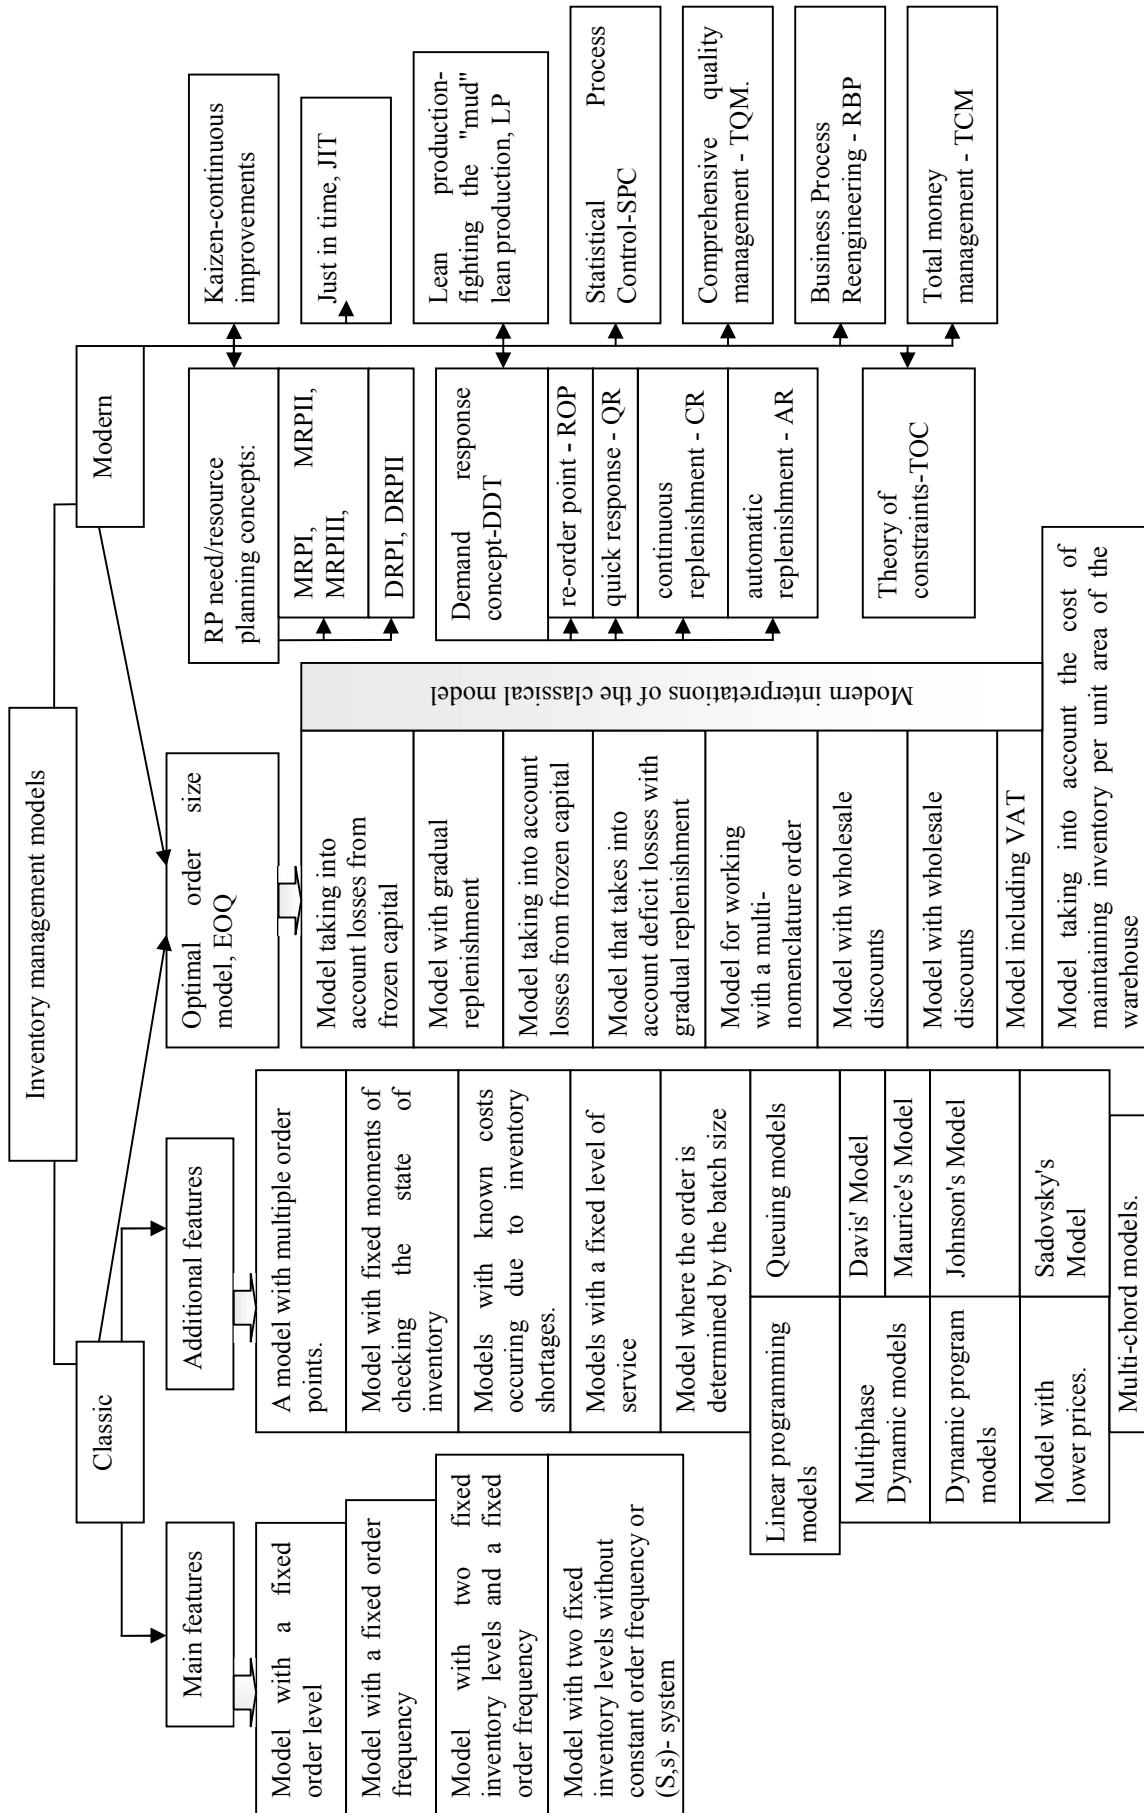 Inventory management models
Classic
Modern
Main features
Model with a fixed
order level
Model with a fixed order
frequency
Model with two fixed
inventory levels and a fixed
order frequency
Model with two fixed
inventory levels without
constant order frequency or
(S,s)- system
Additional features
A model with multiple order
points.
Model with fixed moments of
checking the state of
inventory
Models with known costs
occuring due to inventory
shortages.
Models with a fixed level of
service
Model where the order is
determined by the batch size
Linear programming
models
Queuing models
Multiphase
Dynamic models
Davis' Model
Maurice's Model
Dynamic program
models
Johnson's Model
Model with
lower prices.
Sadovsky's
Model
Multi-chord models.
Optimal order size
model, EOQ
Model taking into
account losses from
frozen capital
Model with gradual
replenishment
Model taking into account
losses from frozen capital
Model that takes into
account deficit losses with
gradual replenishment
Model for working
with a multi-
nomenclature order
Model with wholesale
discounts
Model with wholesale
discounts
Model including VAT
Model taking into account the cost of
maintaining inventory per unit area of the
warehouse
Modern interpretations of the classical model
RP need/resource
planning concepts:
MRPI, MRPII,
MRPIII,
DRPI, DRPII
Demand response
concept-DDT
re-order point - ROP
quick response - QR
continuous
replenishment - CR
automatic
replenishment - AR
Theory of
constraints-TOC
Kaizen-continuous
improvements
Just in time, JIT
Lean production-
fighting the "mud"
lean production, LP
Statistical Process
Control-SPC
Comprehensive quality
management - TQM.
Business Process
Reengineering - RBP
Total money
management - TCM